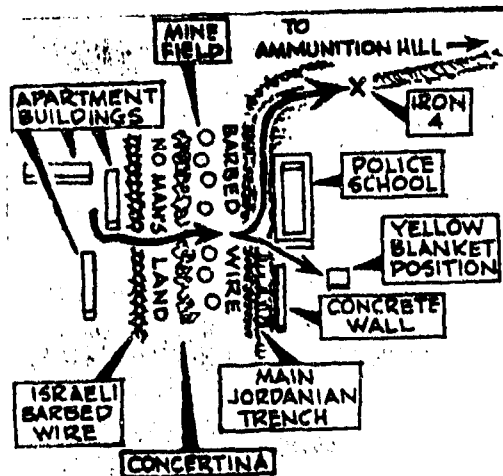 MINE
FIELD
TO
AMMUNITION HILL
APARTMENT
BUILDINGS
IRON
4
NO MAN'S
LAND
BARBED
WIRE
POLICE
SCHOOL
YELLOW
BLANKET
POSITION
CONCRETE
WALL
ISRAELI
BARBED
WIRE
MAIN
JORDANIAN
TRENCH
CONCERTINA